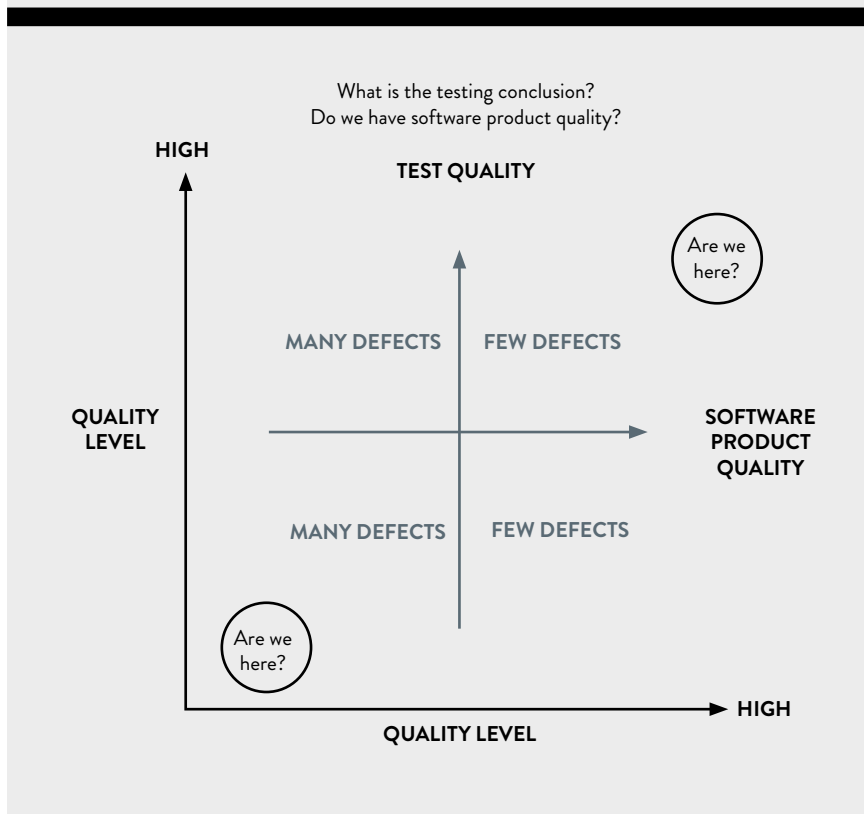 What is the testing conclusion?
Do we have software product quality?
HIGH
TEST QUALITY
Are we
here?
MANY DEFECTS
FEW DEFECTS
QUALITY
LEVEL
SOFTWARE
PRODUCT
QUALITY
MANY DEFECTS
FEW DEFECTS
Are we
here?
HIGH
QUALITY LEVEL